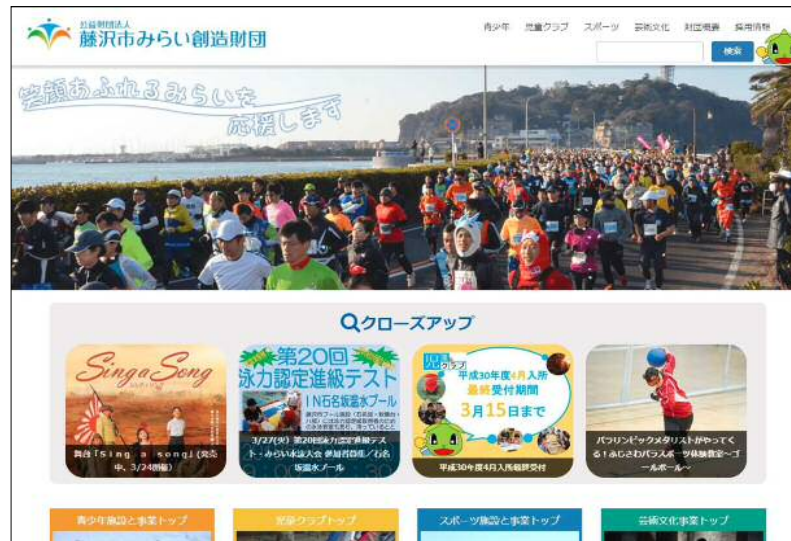 公益財団法人
藤沢市みらい創造財団
青少年 児童クラブ スポーツ 芸術文化 財団概要 採用情報
検索
笑顔あふれるみらいを
応援します
クローズアップ
Sing a Song
舞台「Sing a song」(発売
中、3/24開催)
第20回
泳力認定進級テスト
IN石名坂温水プール
3/27(火) 第20回泳力認定進級テス
ト・みらい水泳大会 参加者募集/石名
坂温水プール
クラブ
平成30年度4月入所
最終受付期間
3月15日まで
平成30年度4月入所最終受付
パラリンピックメダリストがやってく
る!ふじさわパラスポーツ体験教室~ゴ
ールボール~
青少年施設と事業トップ
児童クラブトップ
スポーツ施設と事業トップ
芸術文化事業トップ